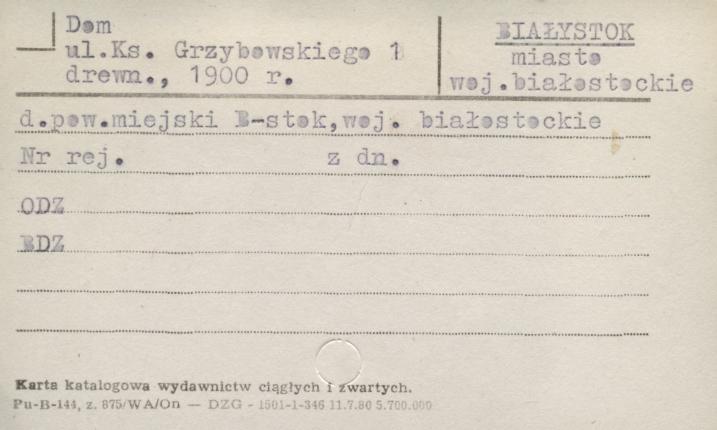 Dom
ul.Ks. Grzybowskiego 1
drewn., 1900 r.
BIAŁYSTOK
miasto
woj.białostockie
d.pow.miejski B-stok,woj. białostockie
Nr rej. z dn.
ODZ
BDZ
Karta katalogowa wydawnictw ciągłych i zwartych.
Pu-B-144, z. 875/WA/On — DZG - 1501-1-346 11.7.80 5.700.000